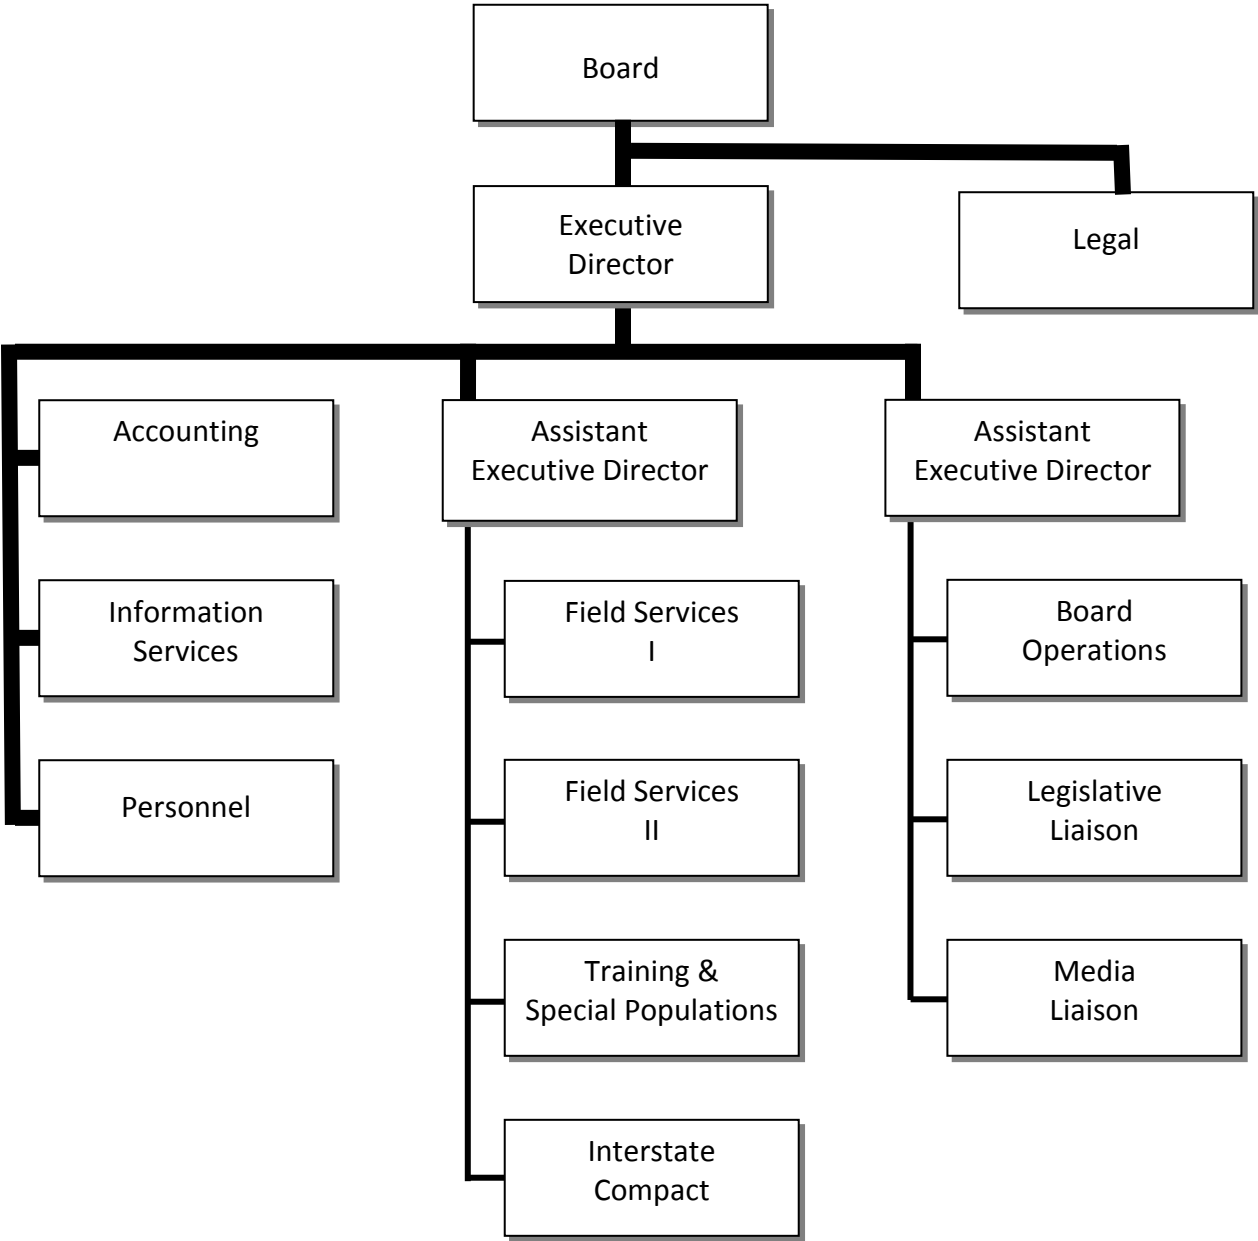 Board
Executive
Director
Legal
Accounting
Assistant
Executive Director
Assistant
Executive Director
Information
Services
Field Services
I
Board
Operations
Personnel
Field Services
II
Legislative
Liaison
Training &
Special Populations
Media
Liaison
Interstate
Compact